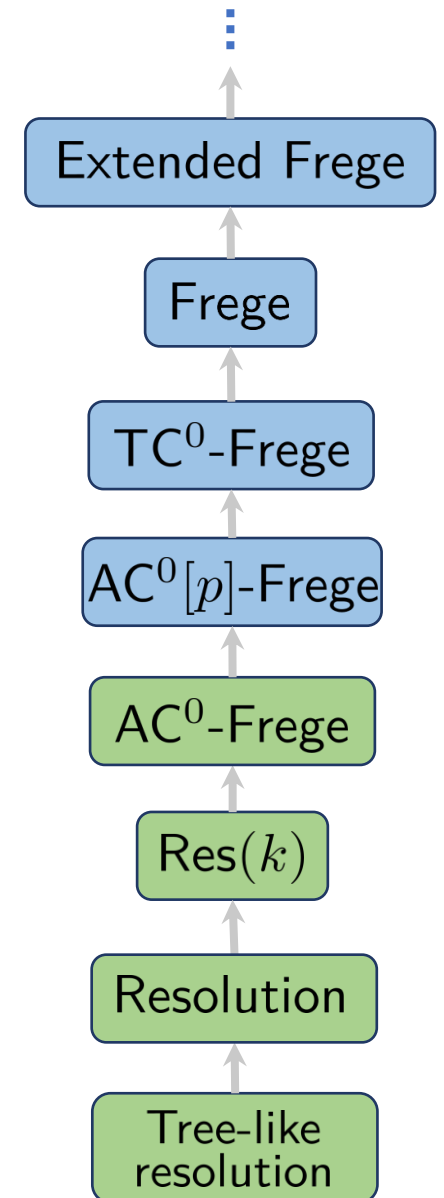 Extended Frege
Frege
TC⁰-Frege
AC⁰[p]-Frege
AC⁰-Frege
Res(k)
Resolution
Tree-like
resolution